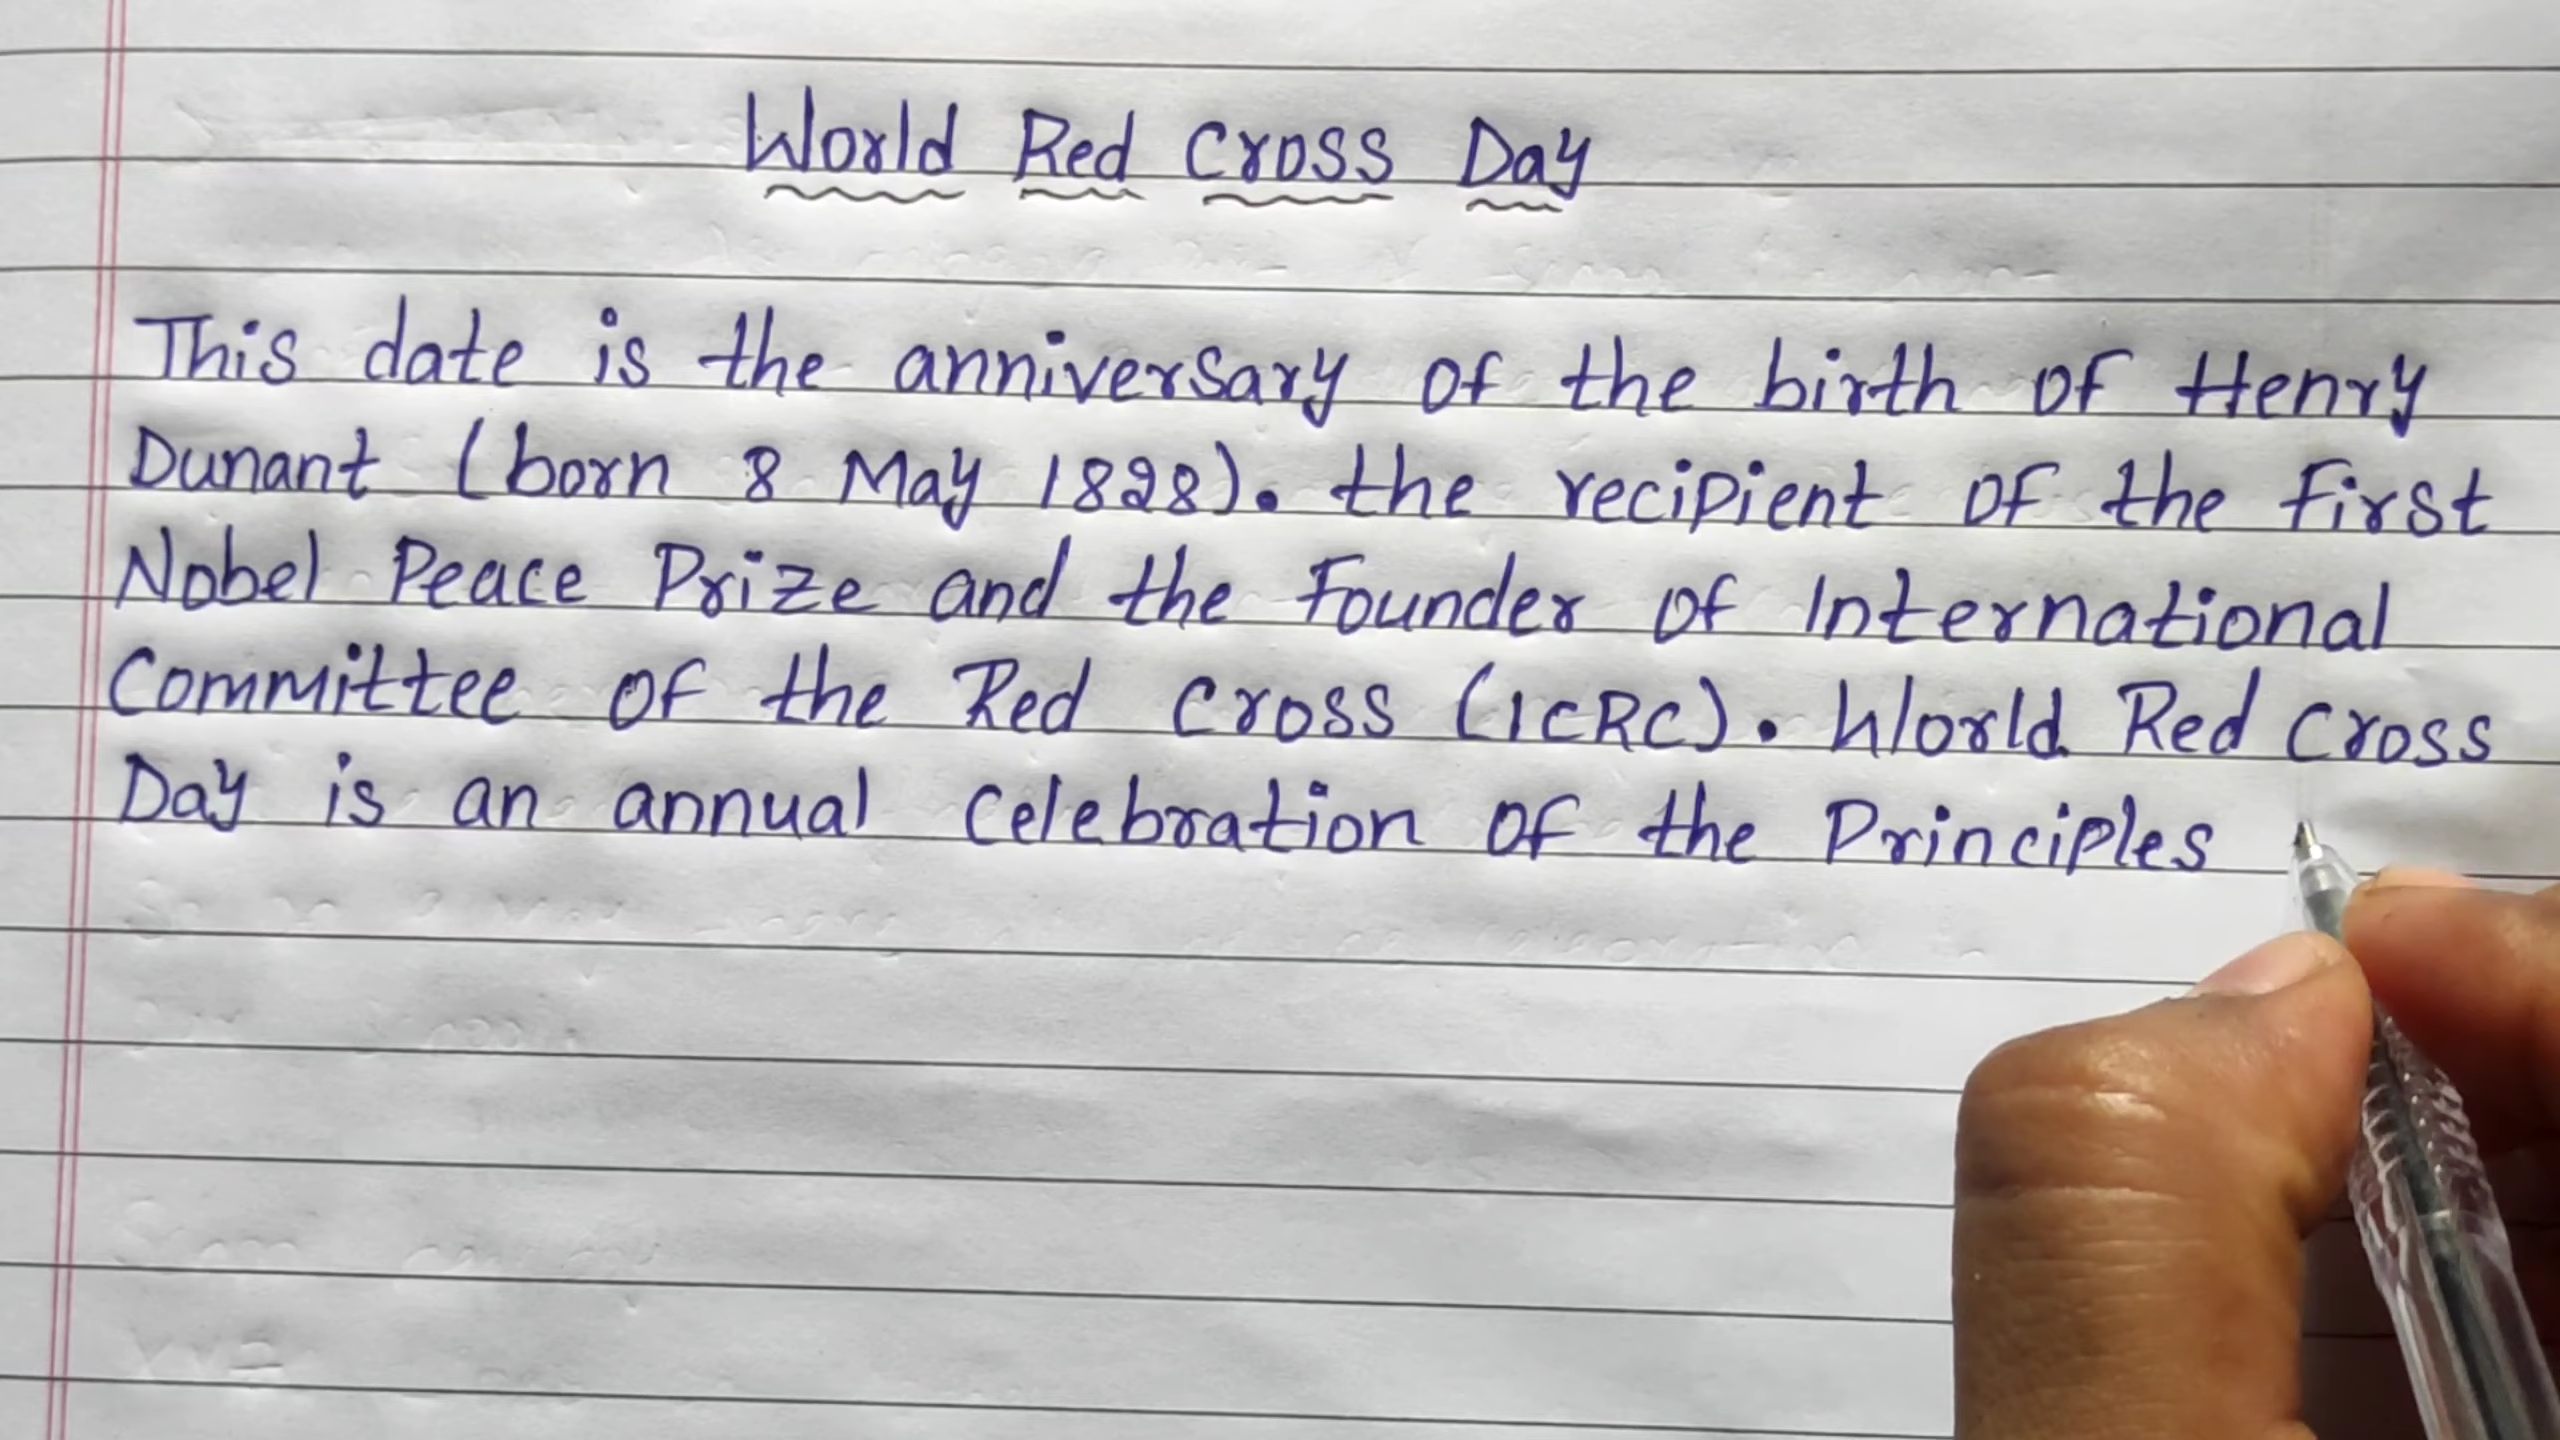 World Red Cross Day
This date is the anniversary of the birth of Henry
Dunant (born 8 May 1828). the recipient of the first
Nobel Peace Prize and the Founder of International
Committee of the Red Cross (ICRC). World Red Cross
Day is an annual celebration of the Principles